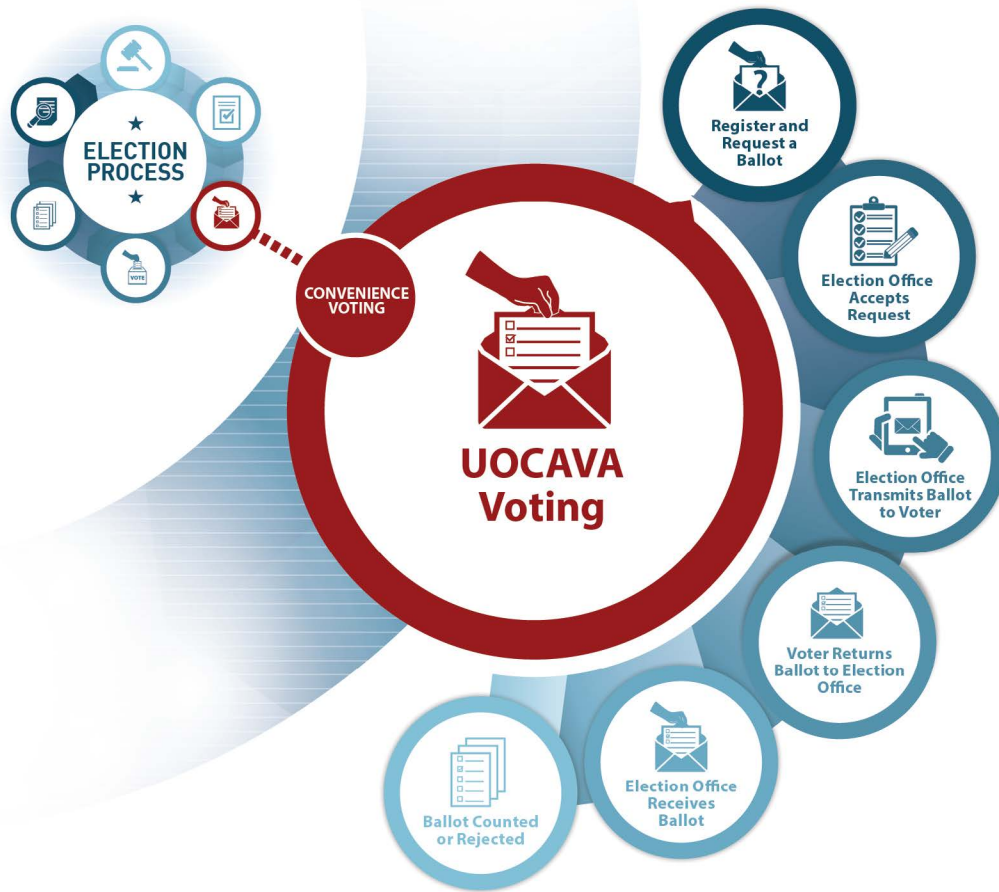 ELECTION
PROCESS
VOTE
CONVENIENCE
VOTING
UOCAVA
Voting
?
Register and
Request a
Ballot
Election Office
Accepts
Request
Election Office
Transmits Ballot
to Voter
Voter Returns
Ballot to Election
Office
Election Office
Receives
Ballot
Ballot Counted
or Rejected